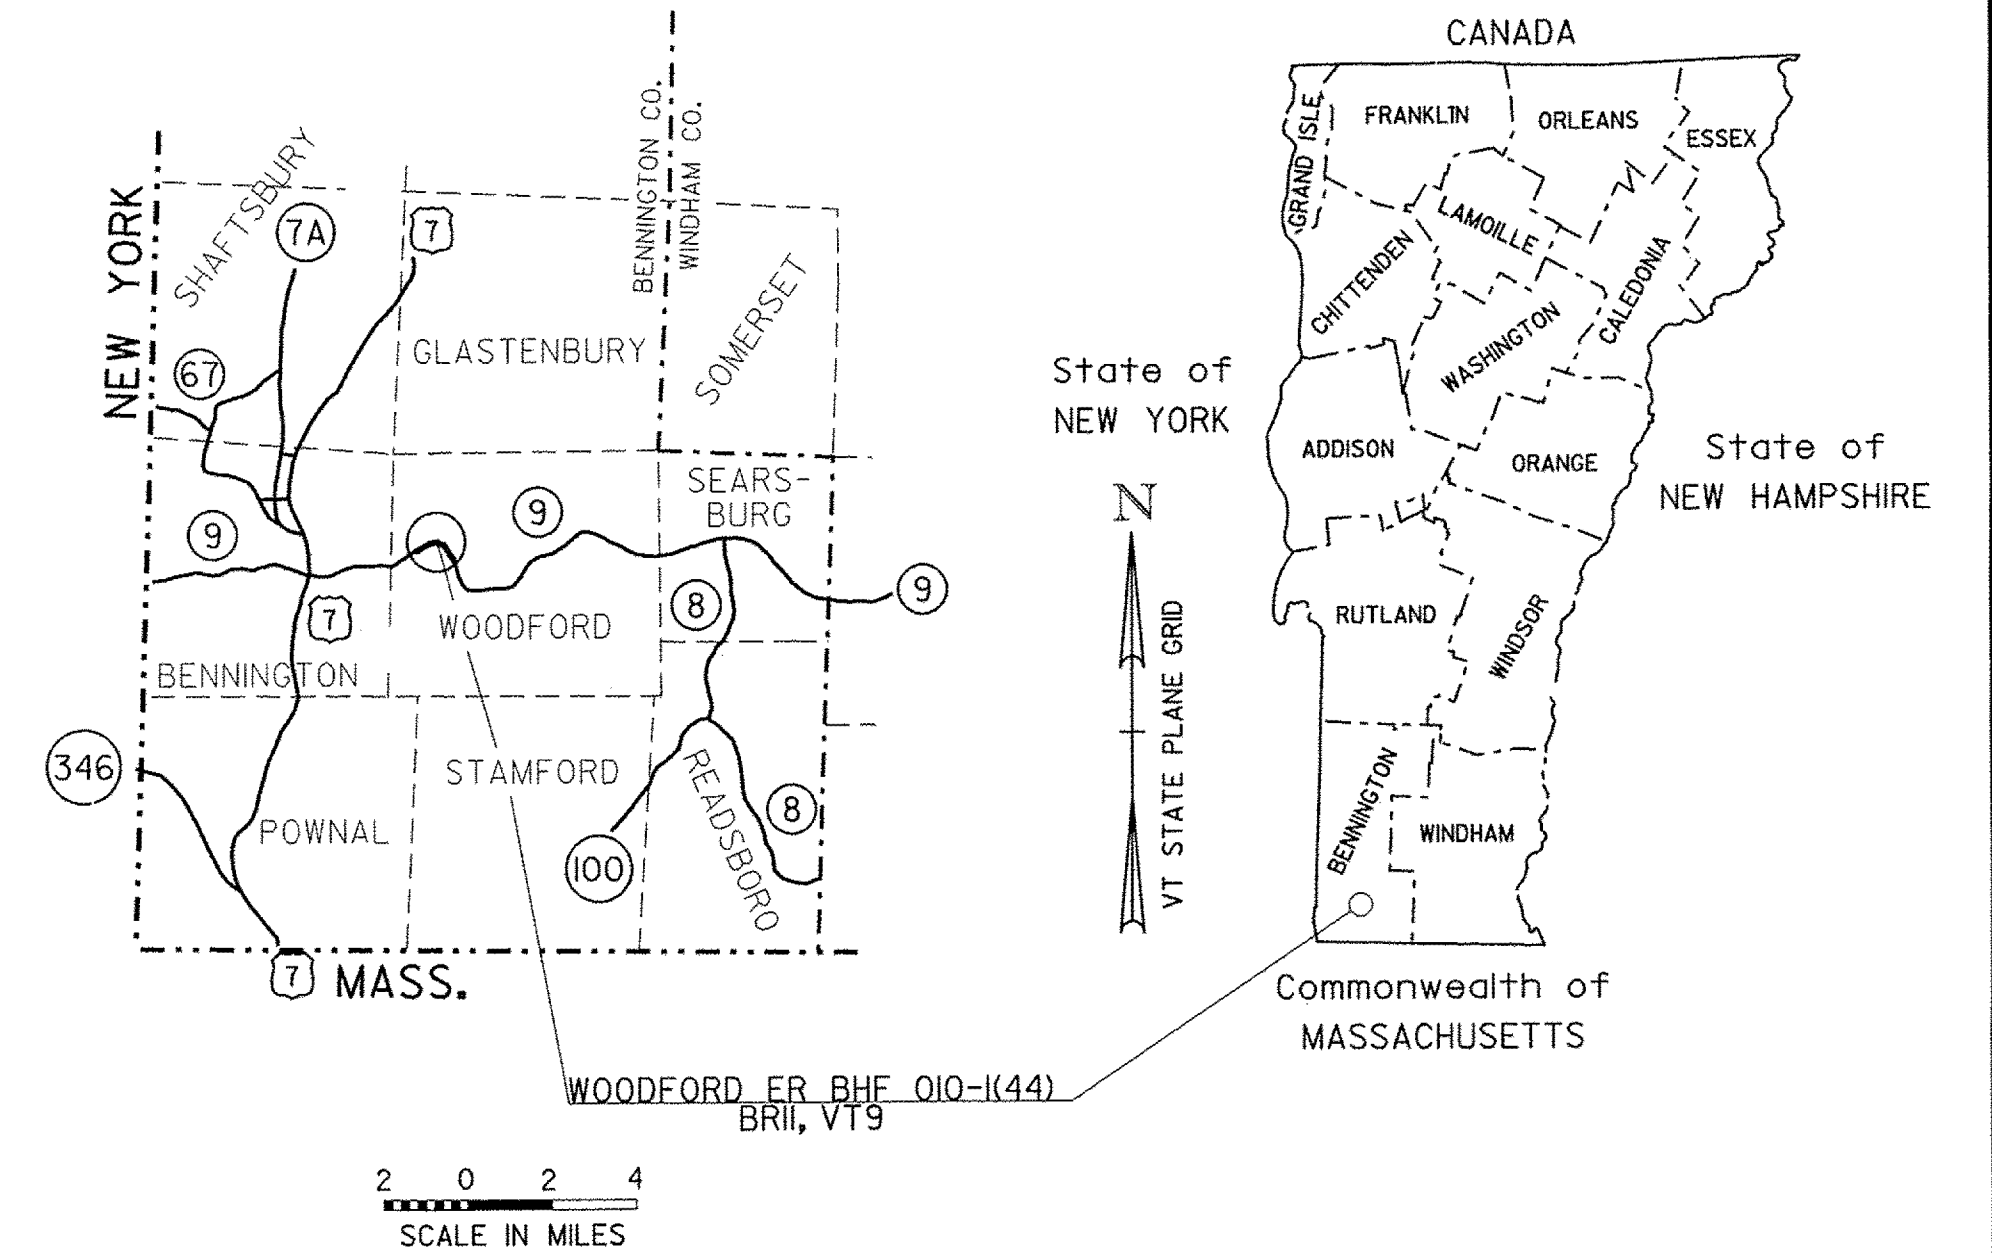 SHAFTSBURY
NEW YORK
7A
7
BENNINGTON CO.
WINDHAM CO.
GLASTENBURY
SOMERSET
67
SEARS-
BURG
9
9
9
7
8
WOODFORD
BENNINGTON
346
STAMFORD
READSBORO
8
POWNAL
100
7
MASS.
WOODFORD ER BHF 010-1(44)
BR11, VT9
2 0 2 4
SCALE IN MILES
CANADA
GRAND ISLE
FRANKLIN
ORLEANS
ESSEX
LAMOILLE
CHITTENDEN
CALEDONIA
WASHINGTON
State of
NEW YORK
ADDISON
ORANGE
State of
NEW HAMPSHIRE
N
VT STATE PLANE GRID
RUTLAND
WINDSOR
BENNINGTON
WINDHAM
Commonwealth of
MASSACHUSETTS